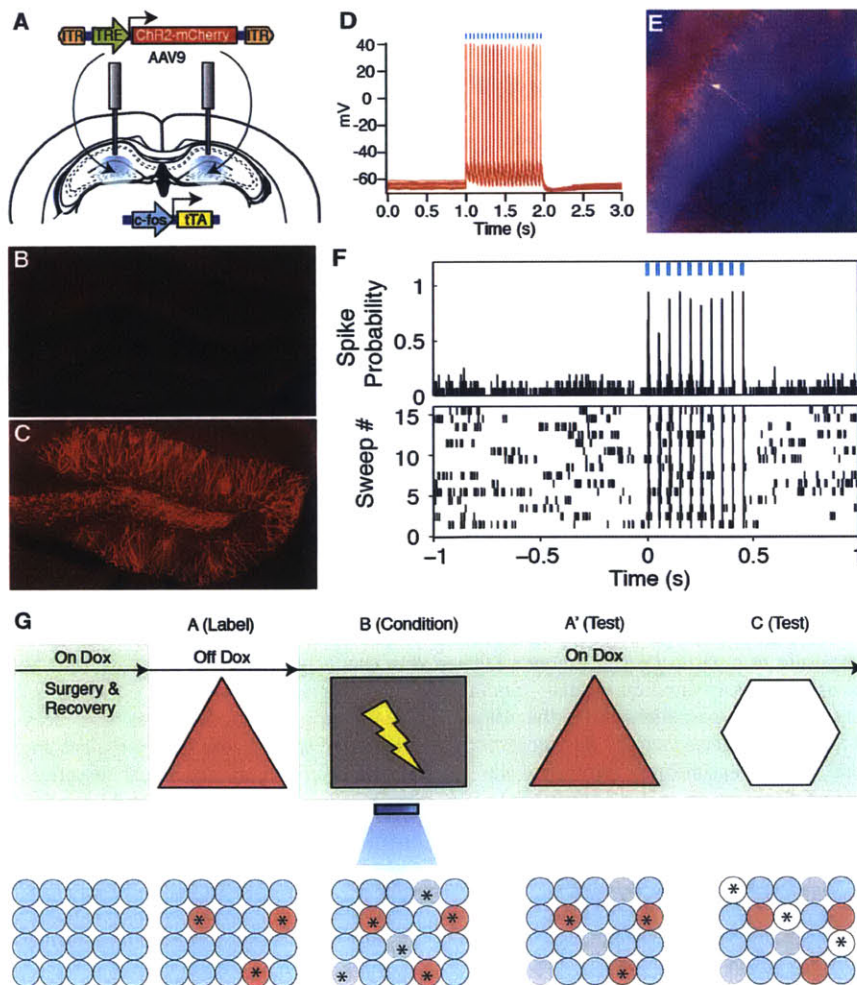 A
ITR TRE ChR2-mCherry ITR
AAV9
c-fos tTA
B
C
D
mV
40
20
0
-20
-40
-60
0.0 0.5 1.0 1.5 2.0 2.5 3.0
Time (s)
E
F
Spike Probability
1
0.5
0
Sweep #
15
10
5
0
−1 −0.5 0 0.5 1
Time (s)
G
A (Label) B (Condition) A' (Test) C (Test)
On Dox Off Dox On Dox
Surgery &
Recovery
* * *
* * * * * *
* * *
* * *